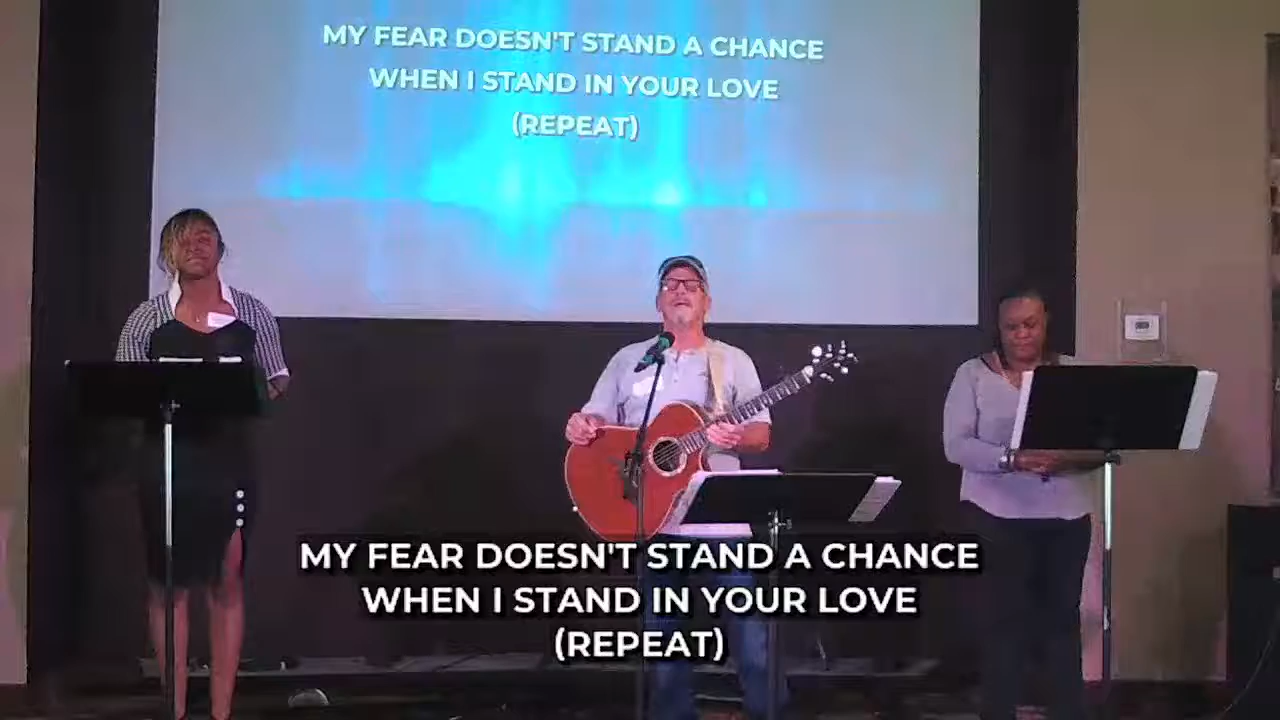 MY FEAR DOESN'T STAND A CHANCE
WHEN I STAND IN YOUR LOVE
(REPEAT)
MY FEAR DOESN'T STAND A CHANCE
WHEN I STAND IN YOUR LOVE
(REPEAT)